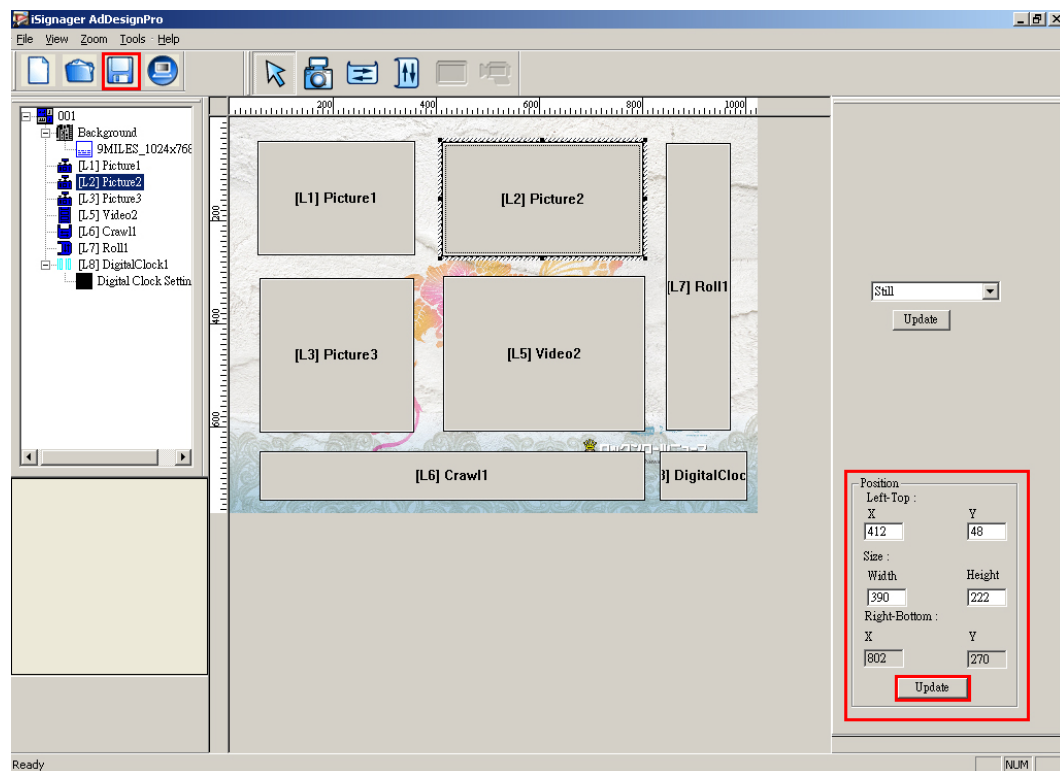 iSignager AdDesignPro
File View Zoom Tools Help
200 400 600 800 1000
001
Background
9MILES_1024x768
[L1] Picture1
[L2] Picture2
[L3] Picture3
[L5] Video2
[L6] Crawl1
[L7] Roll1
[L8] DigitalClock1
Digital Clock Settin
200
400
600
[L1] Picture1
[L2] Picture2
[L7] Roll1
[L3] Picture3
[L5] Video2
[L6] Crawl1
3] DigitalCloc
Still
Update
Position
Left-Top :
X Y
412 48
Size :
Width Height
390 222
Right-Bottom :
X Y
802 270
Update
Ready
NUM